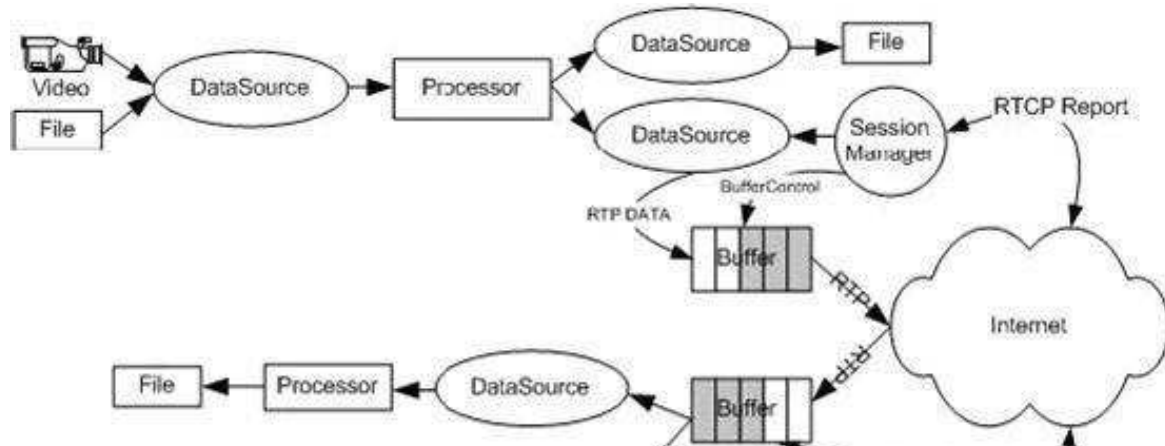 Video
File
DataSource
Processor
DataSource
File
DataSource
Session
Manager
RTCP Report
BufferControl
RTP DATA
Buffer
RTP
Internet
RTP
File
Processor
DataSource
Buffer